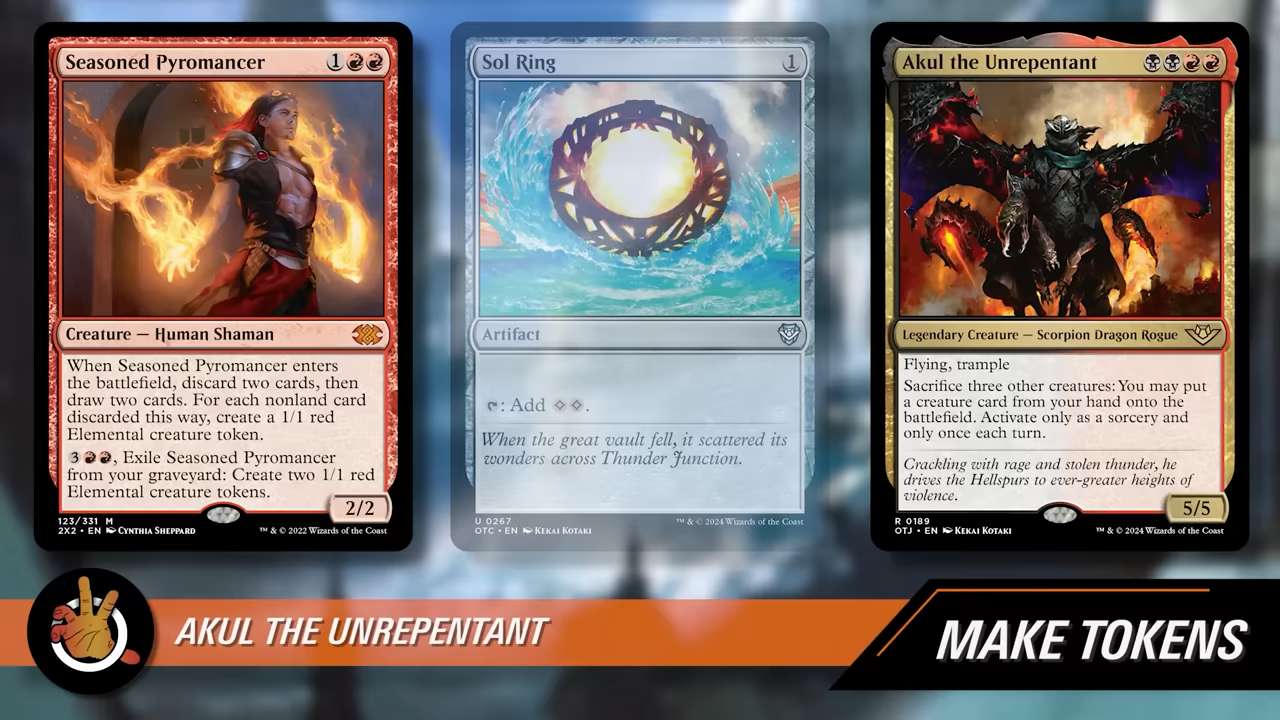 Seasoned Pyromancer
1
Creature — Human Shaman
When Seasoned Pyromancer enters
the battlefield, discard two cards, then
draw two cards. For each nonland card
discarded this way, create a 1/1 red
Elemental creature token.
3, Exile Seasoned Pyromancer
from your graveyard: Create two 1/1 red
Elemental creature tokens.
2/2
123/331 M
2X2 • EN Cynthia Sheppard
™ & © 2022 Wizards of the Coast
Sol Ring
1
Artifact
: Add .
When the great vault fell, it scattered its
wonders across Thunder Junction.
U 0267
OTC • EN Kekai Kotaki
™ & © 2024 Wizards of the Coast
Akul the Unrepentant
Legendary Creature — Scorpion Dragon Rogue
Flying, trample
Sacrifice three other creatures: You may put
a creature card from your hand onto the
battlefield. Activate only as a sorcery and
only once each turn.
Crackling with rage and stolen thunder, he
drives the Hellspurs to ever-greater heights of
violence.
5/5
R 0189
OTJ • EN Kekai Kotaki
™ & © 2024 Wizards of the Coast
AKUL THE UNREPENTANT
MAKE TOKENS